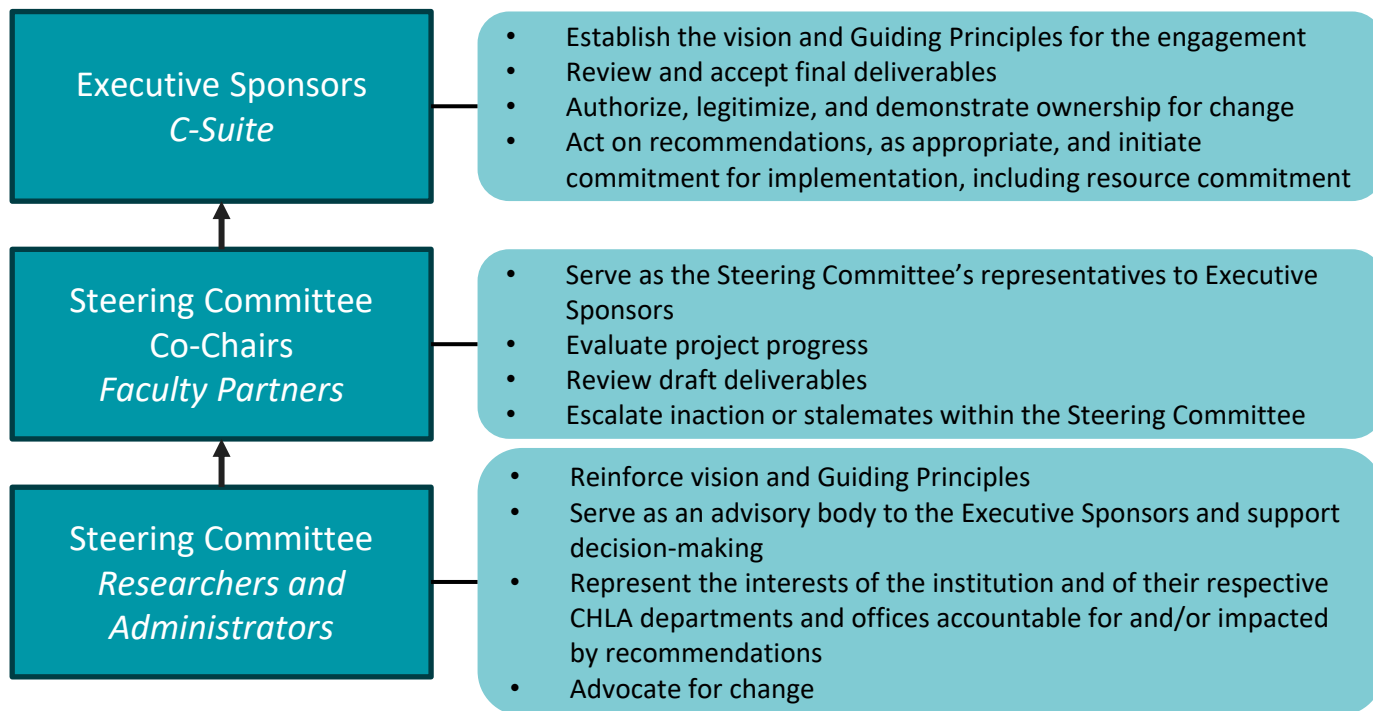 Executive Sponsors
C-Suite
• Establish the vision and Guiding Principles for the engagement
• Review and accept final deliverables
• Authorize, legitimize, and demonstrate ownership for change
• Act on recommendations, as appropriate, and initiate
commitment for implementation, including resource commitment
Steering Committee
Co-Chairs
Faculty Partners
• Serve as the Steering Committee’s representatives to Executive
Sponsors
• Evaluate project progress
• Review draft deliverables
• Escalate inaction or stalemates within the Steering Committee
Steering Committee
Researchers and
Administrators
• Reinforce vision and Guiding Principles
• Serve as an advisory body to the Executive Sponsors and support
decision-making
• Represent the interests of the institution and of their respective
CHLA departments and offices accountable for and/or impacted
by recommendations
• Advocate for change